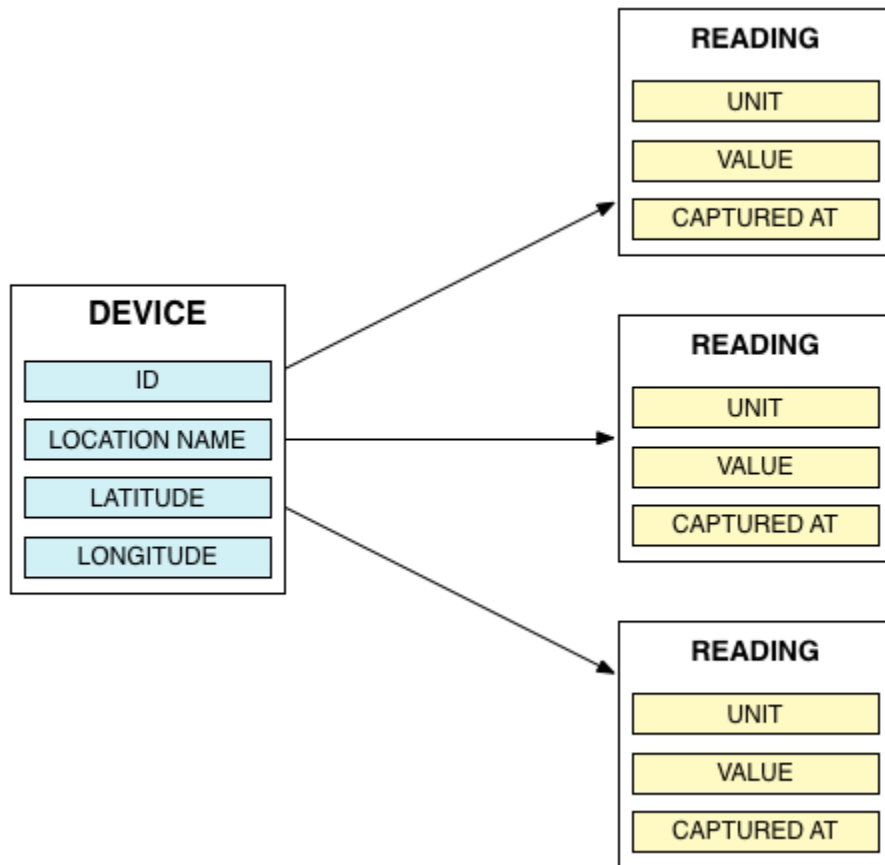 DEVICE
ID
LOCATION NAME
LATITUDE
LONGITUDE
READING
UNIT
VALUE
CAPTURED AT
READING
UNIT
VALUE
CAPTURED AT
READING
UNIT
VALUE
CAPTURED AT